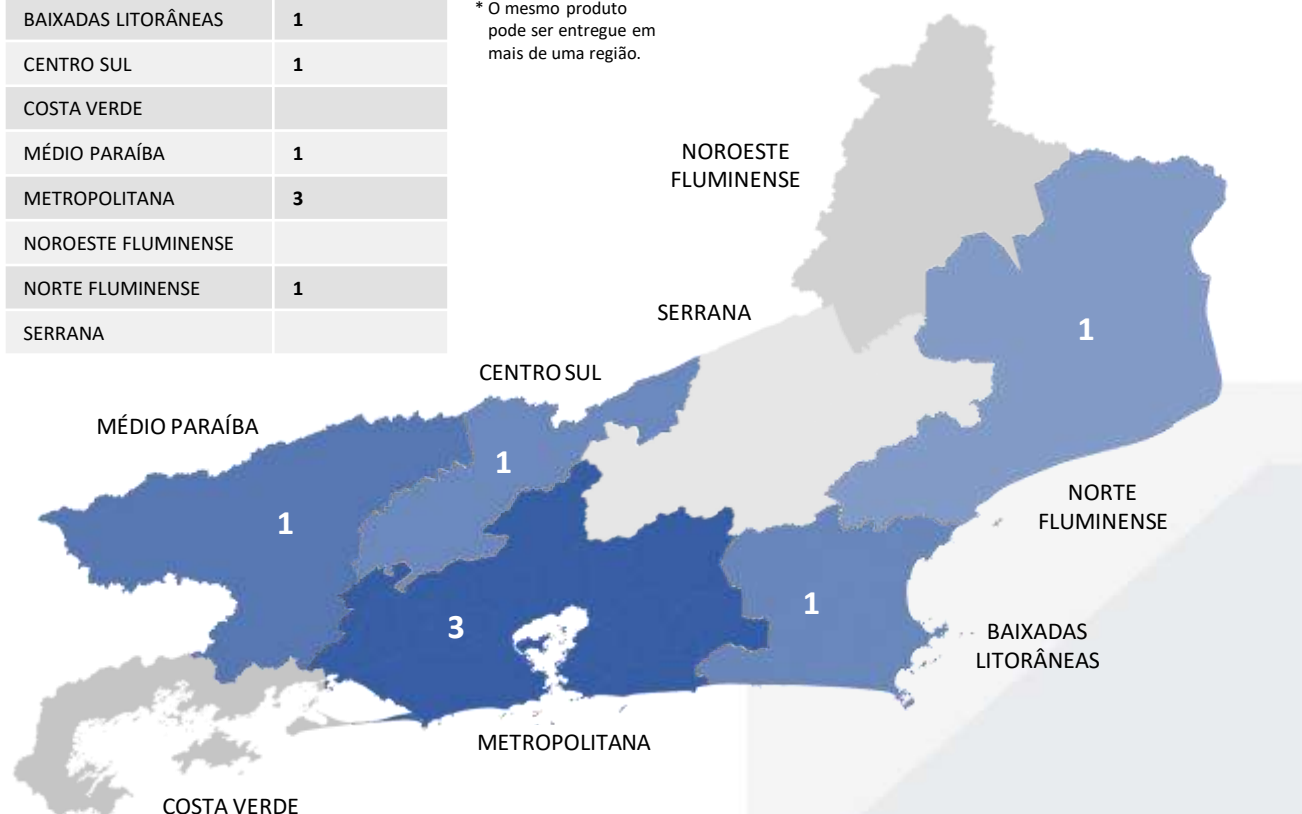 BAIXADAS LITORÂNEAS 1
CENTRO SUL 1
COSTA VERDE
MÉDIO PARAÍBA 1
METROPOLITANA 3
NOROESTE FLUMINENSE
NORTE FLUMINENSE 1
SERRANA
* O mesmo produto
pode ser entregue em
mais de uma região.
NOROESTE
FLUMINENSE
SERRANA
1
CENTRO SUL
MÉDIO PARAÍBA
1
NORTE
FLUMINENSE
1
1
3
BAIXADAS
LITORÂNEAS
METROPOLITANA
COSTA VERDE